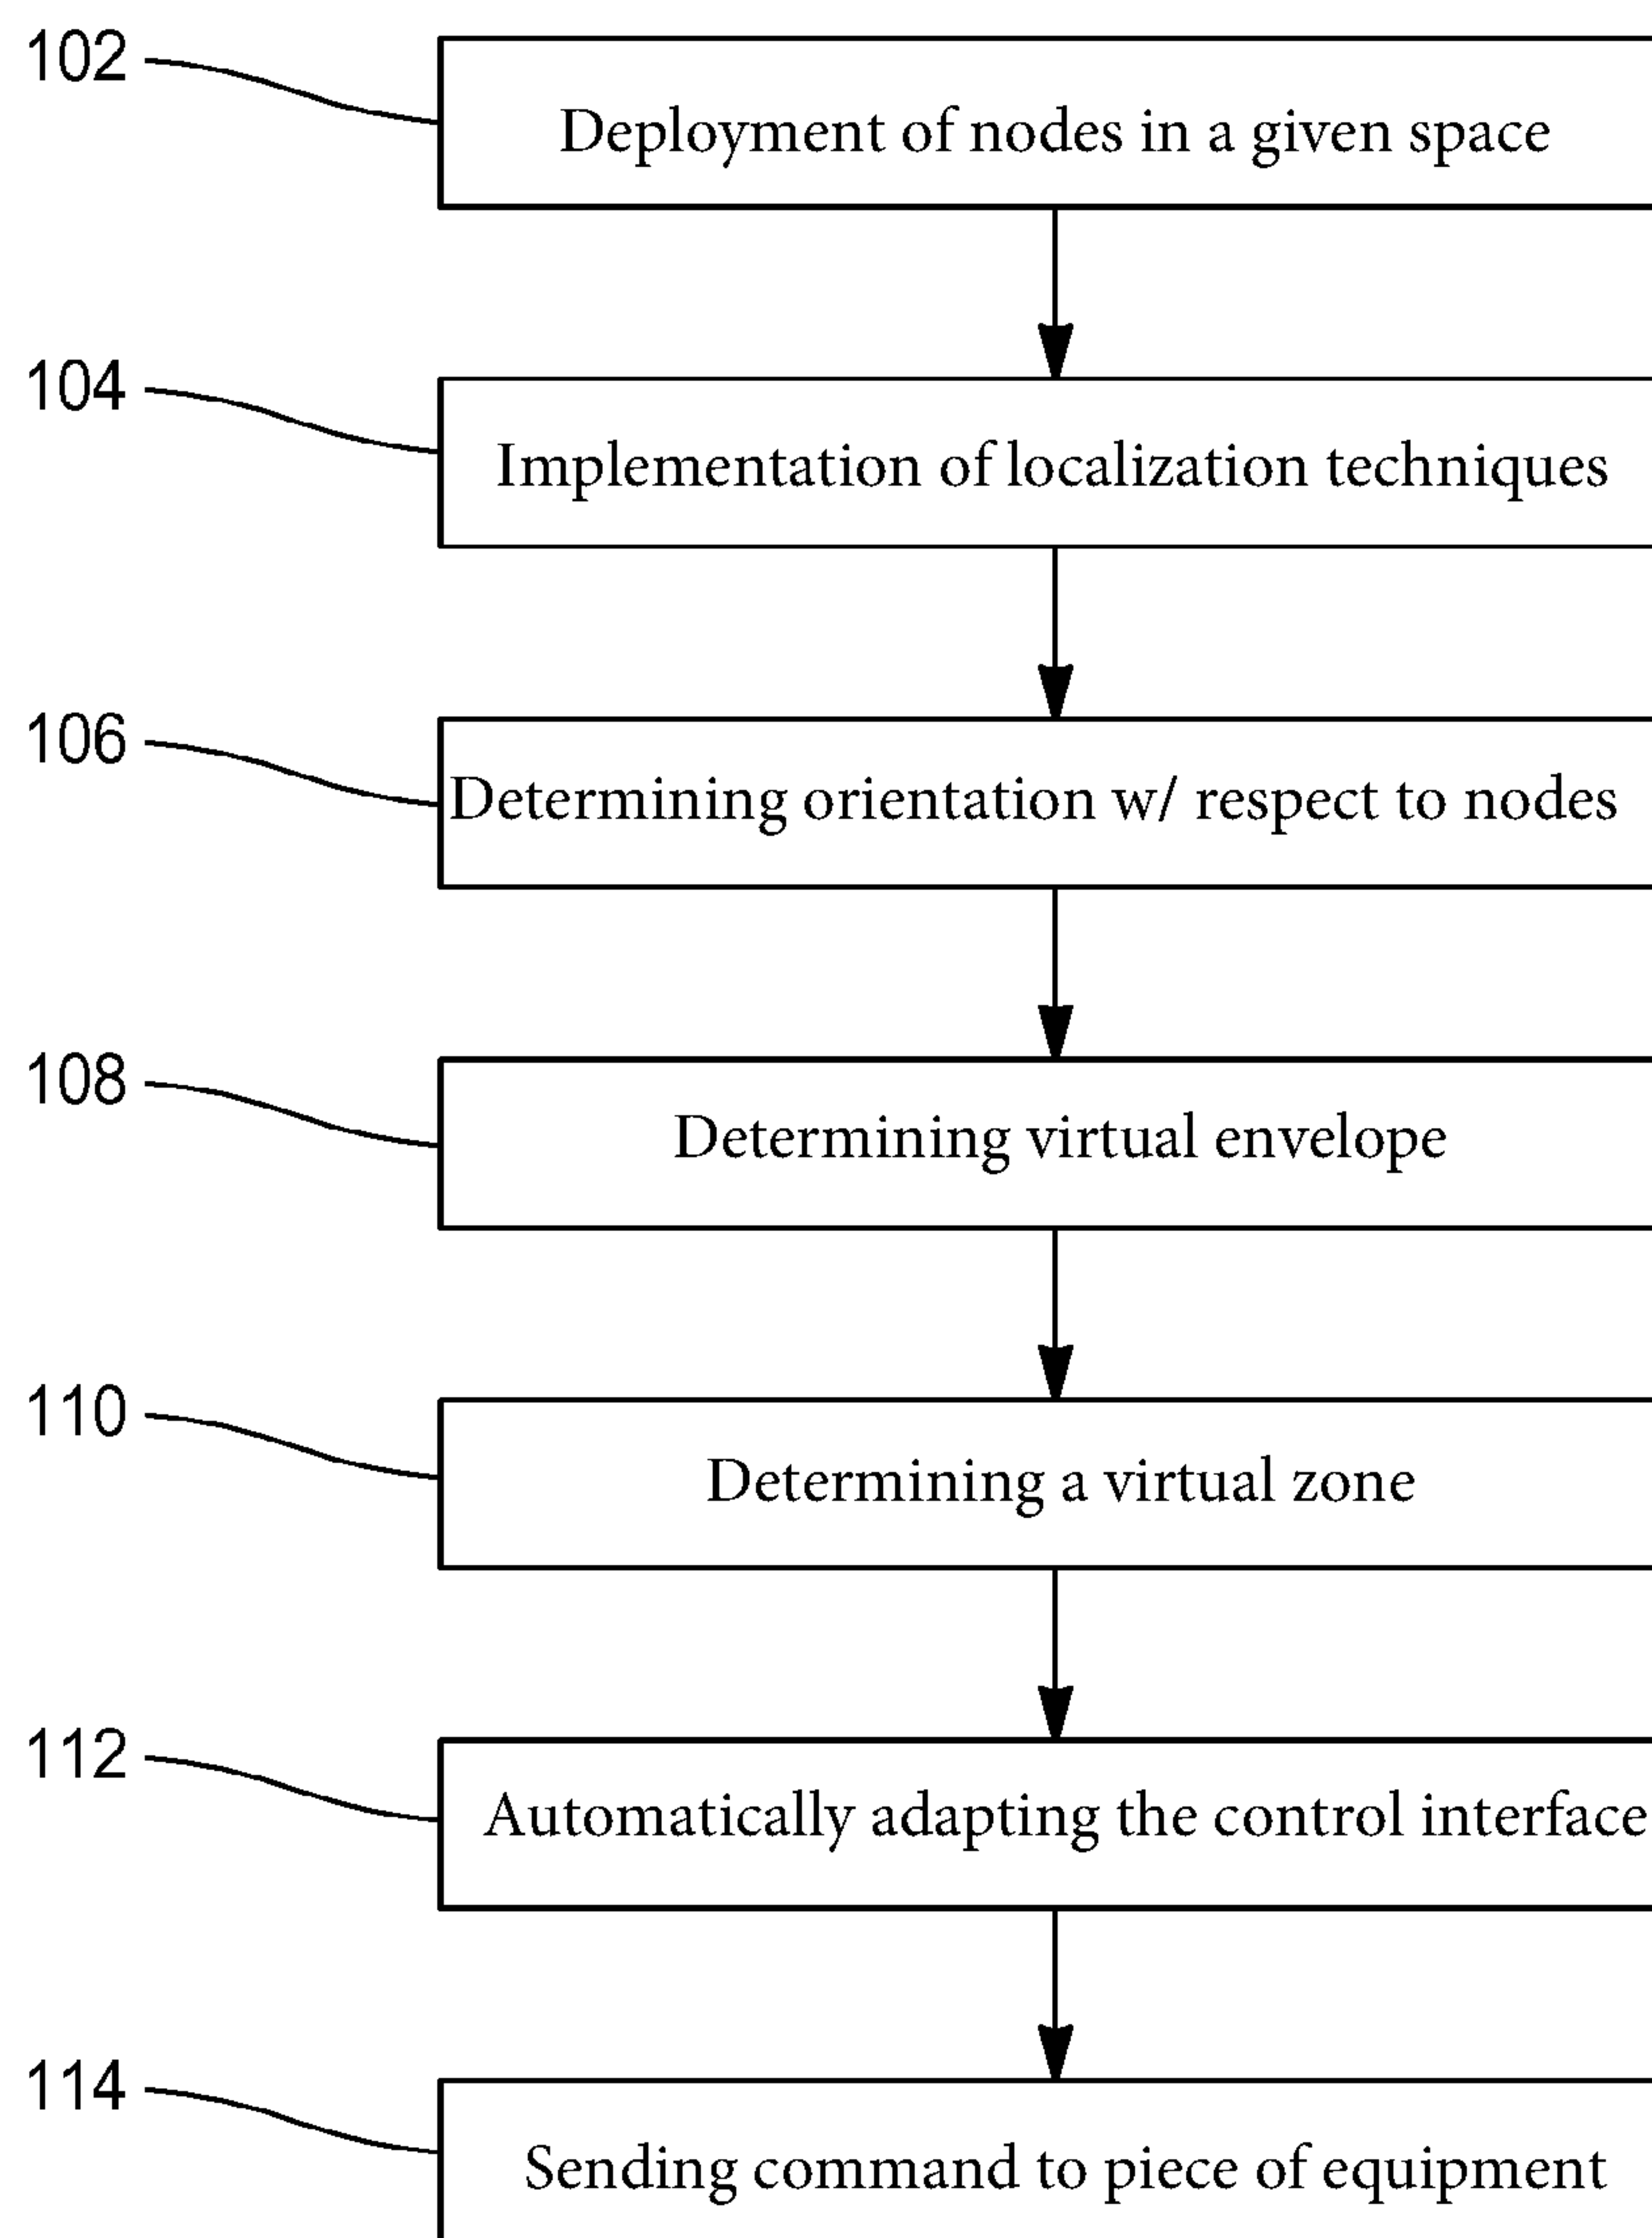 102
Deployment of nodes in a given space
104
Implementation of localization techniques
106
Determining orientation w/ respect to nodes
108
Determining virtual envelope
110
Determining a virtual zone
112
Automatically adapting the control interface
114
Sending command to piece of equipment